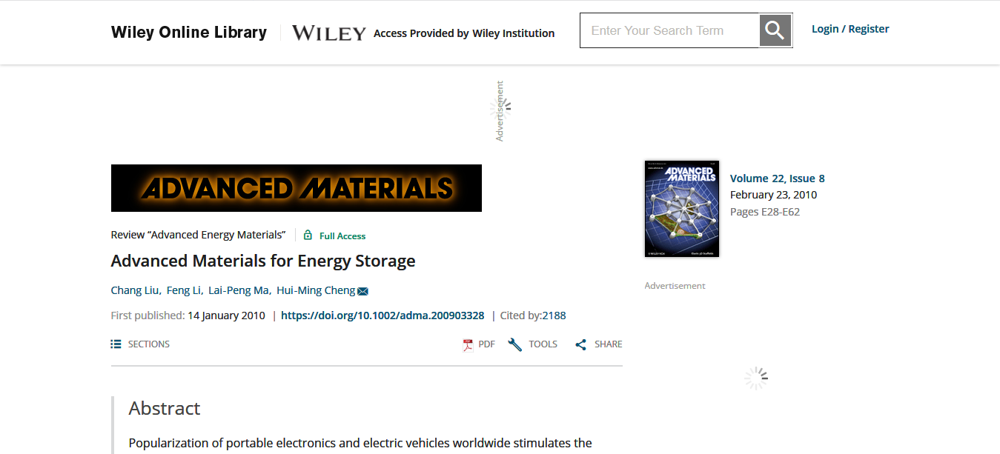 Wiley Online Library
WILEY
Access Provided by Wiley Institution
Enter Your Search Term
Login / Register
Advertisement
ADVANCED MATERIALS
ADVANCED
MATERIALS
Volume 22, Issue 8
February 23, 2010
Pages E28-E62
Review “Advanced Energy Materials”
Full Access
Advanced Materials for Energy Storage
Chang Liu, Feng Li, Lai-Peng Ma, Hui-Ming Cheng
Advertisement
First published: 14 January 2010 | https://doi.org/10.1002/adma.200903328 | Cited by:2188
SECTIONS
PDF
TOOLS
SHARE
Abstract
Popularization of portable electronics and electric vehicles worldwide stimulates the